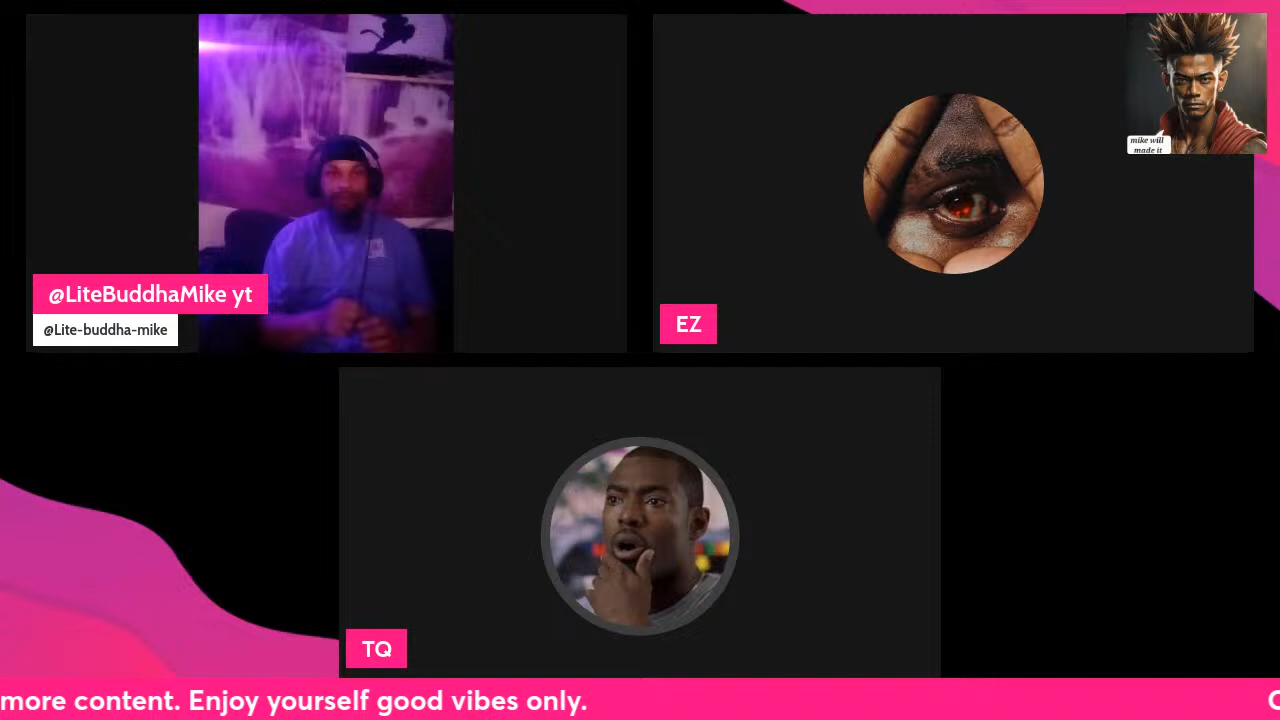 mike will
made it
@LiteBuddhaMike yt
@Lite-buddha-mike
EZ
TQ
more content. Enjoy yourself good vibes only.